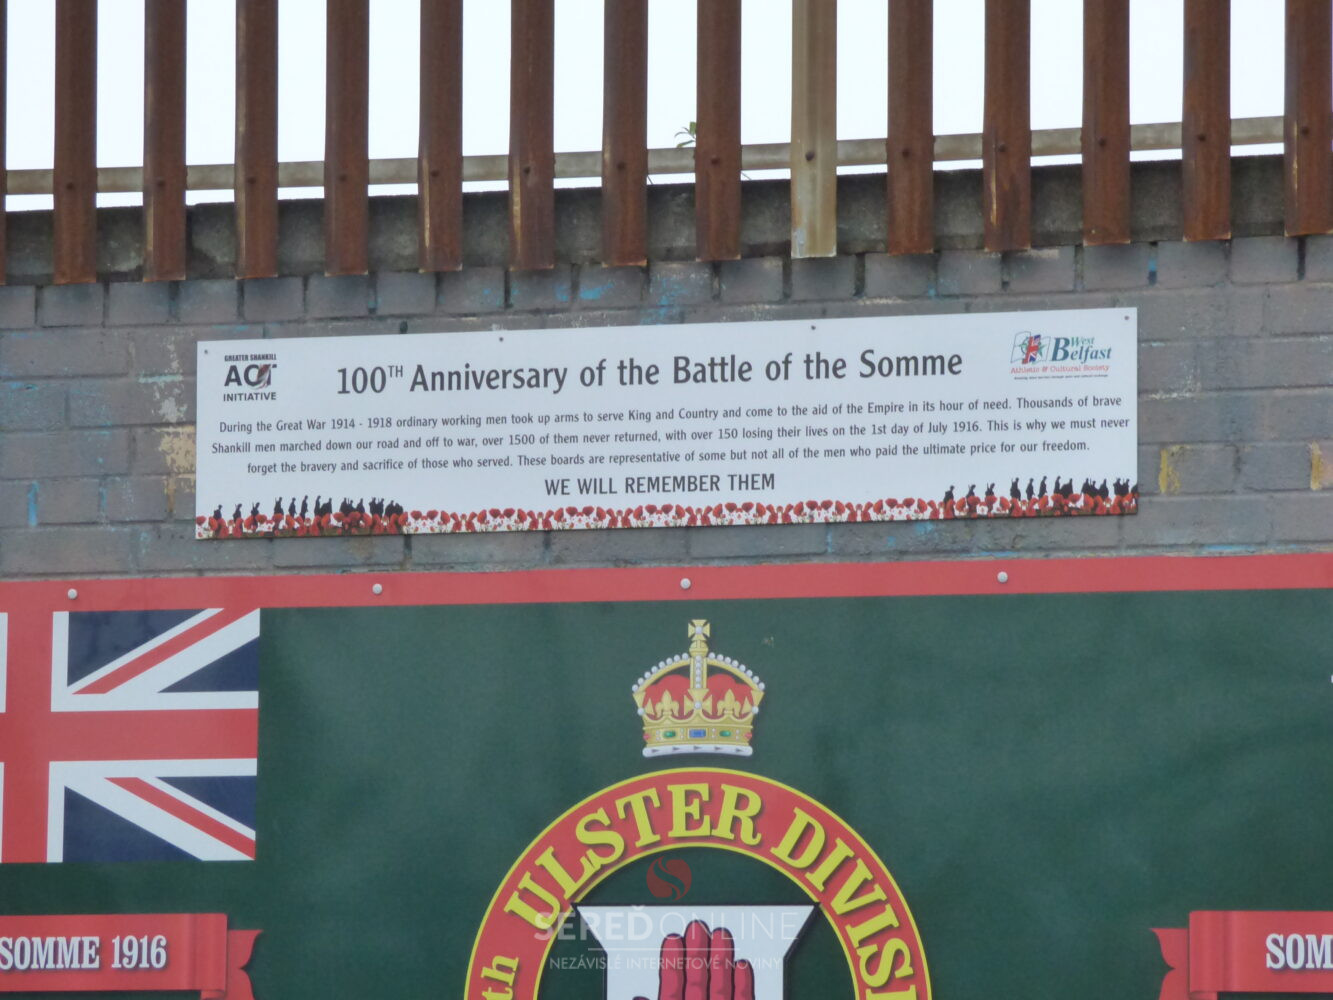 GREATER SHANKILL
ACT
INITIATIVE
100TH Anniversary of the Battle of the Somme
West
Belfast
Athletic & Cultural Society
During the Great War 1914 - 1918 ordinary working men took up arms to serve King and Country and come to the aid of the Empire in its hour of need. Thousands of brave
Shankill men marched down our road and off to war, over 1500 of them never returned, with over 150 losing their lives on the 1st day of July 1916. This is why we must never
forget the bravery and sacrifice of those who served. These boards are representative of some but not all of the men who paid the ultimate price for our freedom.
WE WILL REMEMBER THEM
th ULSTER DIVISI
SEREĎONLINE
NEZÁVISLÉ INTERNETOVÉ NOVINY
SOMME 1916
SOM